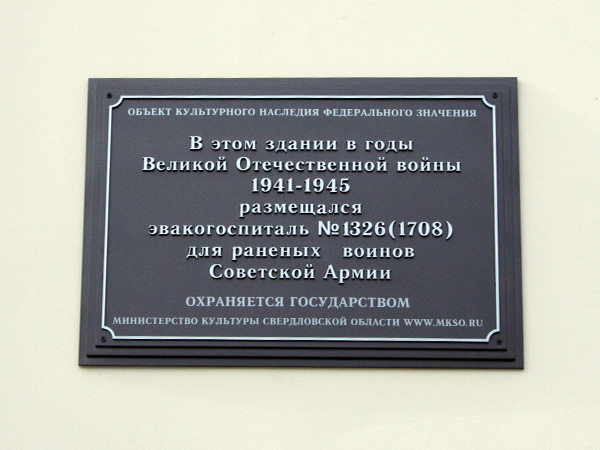 ОБЪЕКТ КУЛЬТУРНОГО НАСЛЕДИЯ ФЕДЕРАЛЬНОГО ЗНАЧЕНИЯ
В этом здании в годы
Великой Отечественной войны
1941-1945
размещался
эвакогоспиталь №1326(1708)
для раненых воинов
Советской Армии
ОХРАНЯЕТСЯ ГОСУДАРСТВОМ
МИНИСТЕРСТВО КУЛЬТУРЫ СВЕРДЛОВСКОЙ ОБЛАСТИ WWW.MKSO.RU